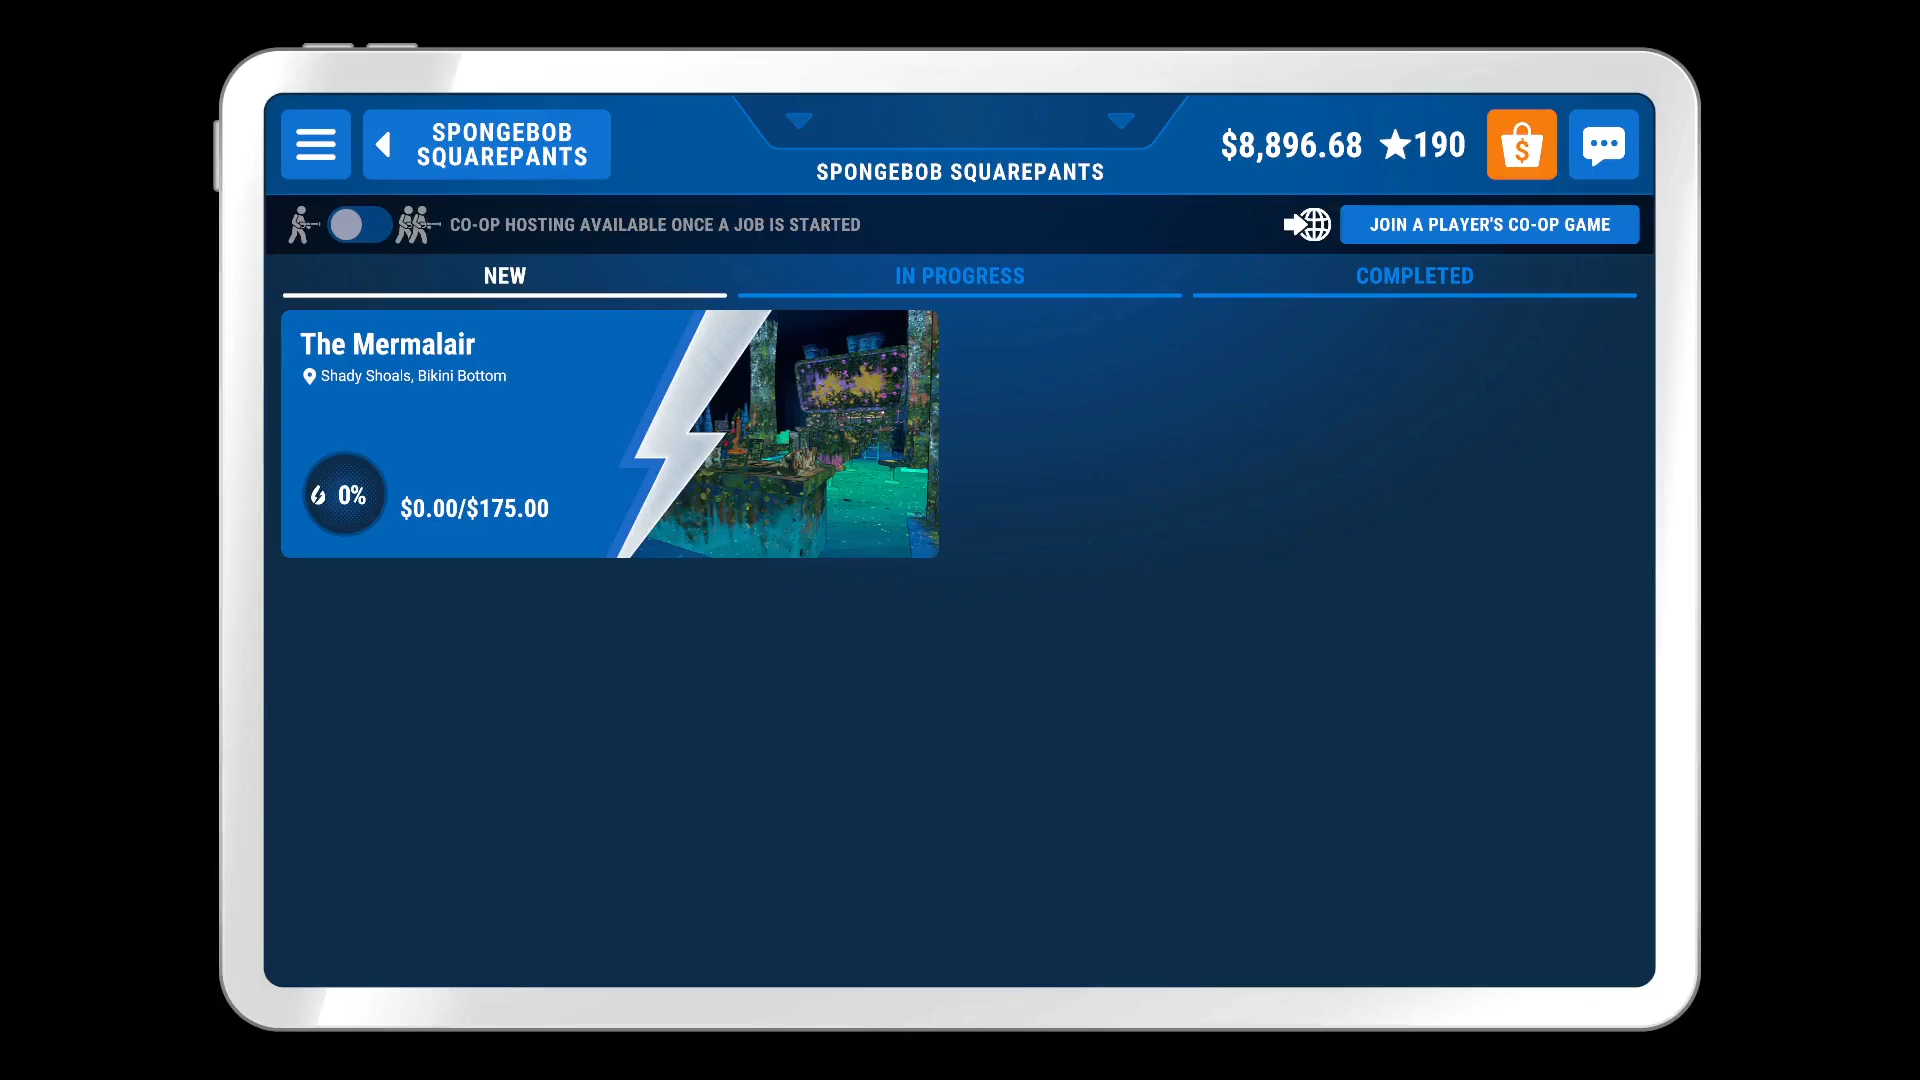 SPONGEBOB
SQUAREPANTS
SPONGEBOB SQUAREPANTS
$8,896.68 ★190
$
CO-OP HOSTING AVAILABLE ONCE A JOB IS STARTED
JOIN A PLAYER'S CO-OP GAME
NEW
IN PROGRESS
COMPLETED
The Mermalair
Shady Shoals, Bikini Bottom
0%
$0.00/$175.00